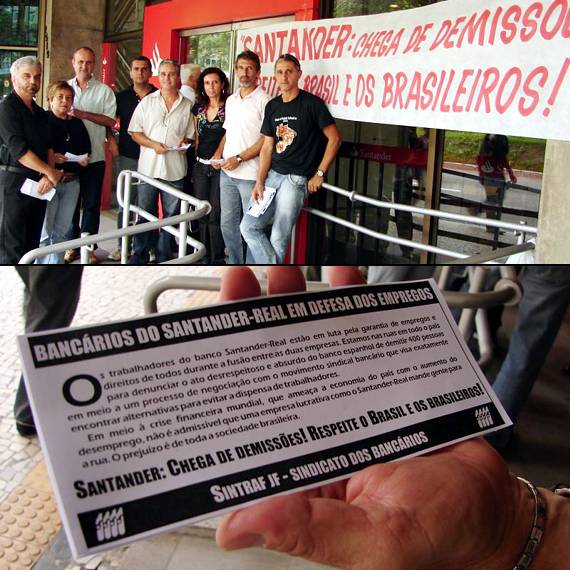 "SANTANDER: CHEGA DE DEMISSÕ
BRASIL E OS BRASILEIROS!
Santander
BANCÁRIOS DO SANTANDER-REAL EM DEFESA DOS EMPREGOS
Os trabalhadores do banco Santander-Real estão em luta pela garantia de empregos e
direitos de todos durante a fusão entre as duas empresas. Estamos nas ruas em todo o país
para denunciar o ato desrespeitoso e absurdo do banco espanhol de demitir 400 pessoas
em meio a um processo de negociação com o movimento sindical bancário que visa exatamente
encontrar alternativas para evitar a dispensa de trabalhadores.
Em meio à crise financeira mundial, que ameaça a economia do país com o aumento do
desemprego, não é admissível que uma empresa lucrativa como o Santander-Real mande gente para
a rua. O prejuízo é de toda a sociedade brasileira.
SANTANDER: CHEGA DE DEMISSÕES! RESPEITE O BRASIL E OS BRASILEIROS!
SINTRAF JF - SINDICATO DOS BANCÁRIOS